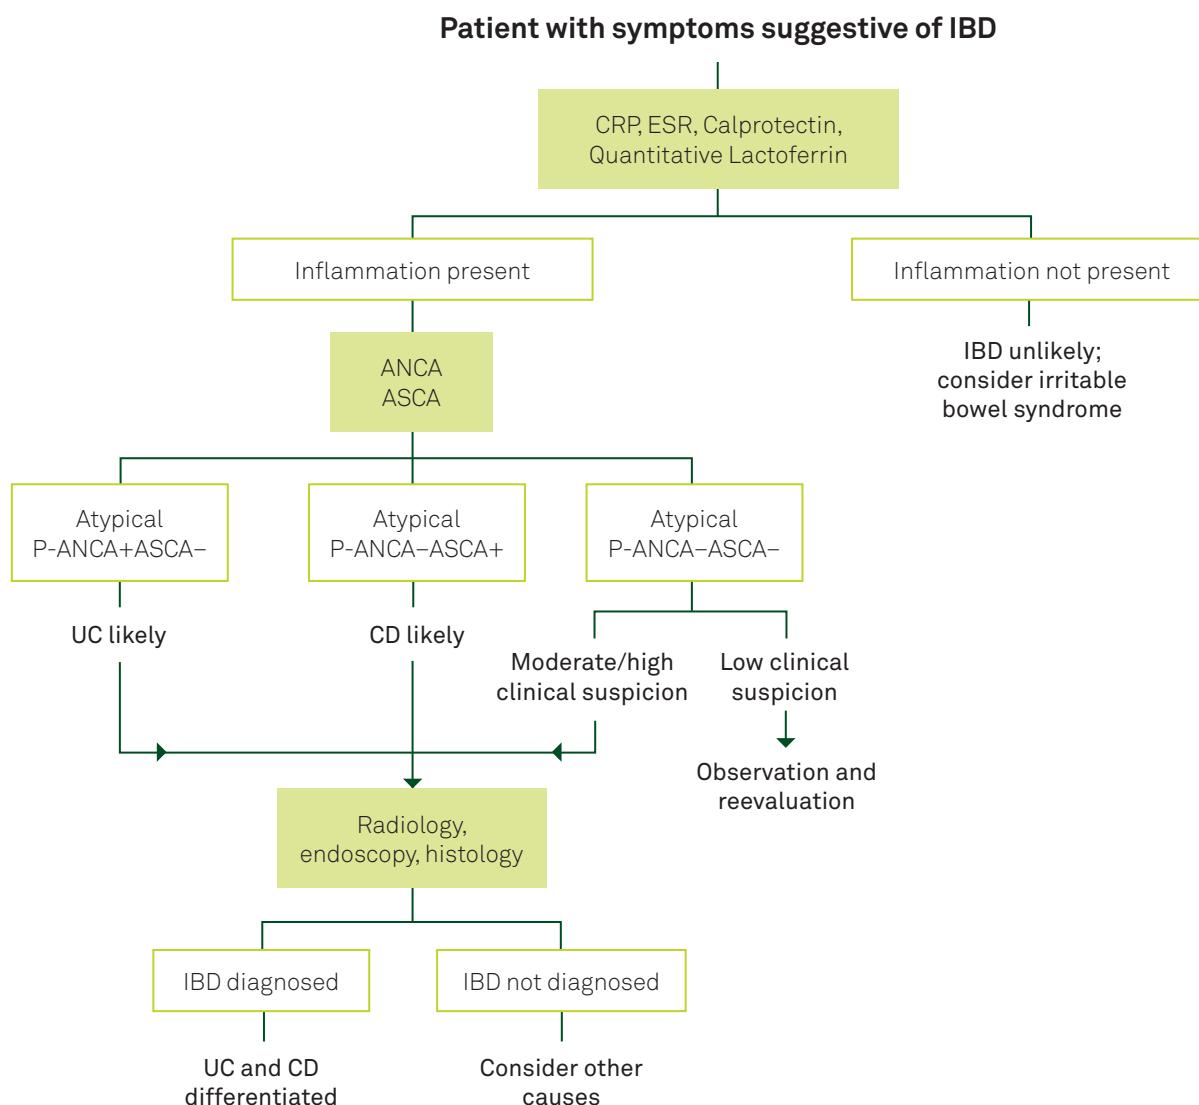 Patient with symptoms suggestive of IBD
CRP, ESR, Calprotectin,
Quantitative Lactoferrin
Inflammation present
Inflammation not present
ANCA
ASCA
IBD unlikely;
consider irritable
bowel syndrome
Atypical
P-ANCA+ASCA–
Atypical
P-ANCA–ASCA+
Atypical
P-ANCA–ASCA–
UC likely
CD likely
Moderate/high
clinical suspicion
Low clinical
suspicion
Observation and
reevaluation
Radiology,
endoscopy, histology
IBD diagnosed
IBD not diagnosed
UC and CD
differentiated
Consider other
causes